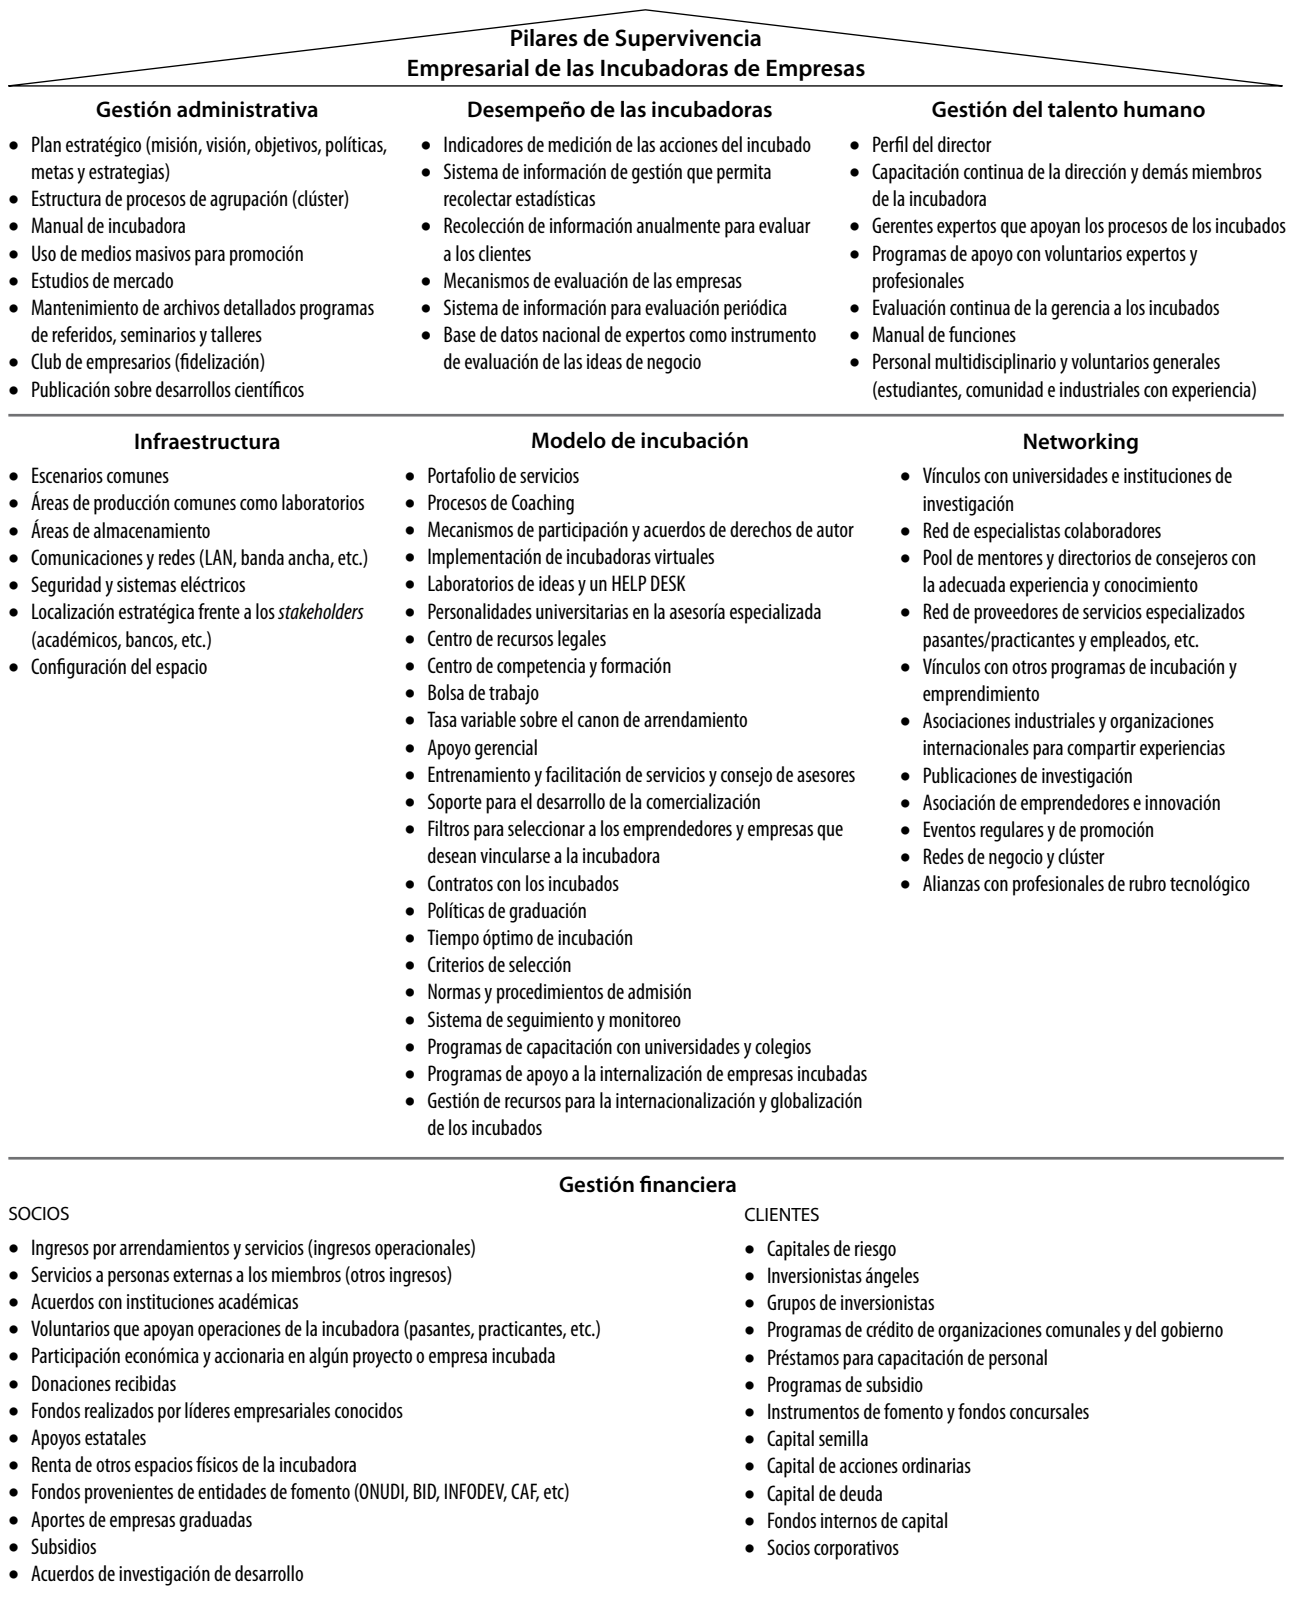 Pilares de Supervivencia
Empresarial de las Incubadoras de Empresas
Gestión administrativa
• Plan estratégico (misión, visión, objetivos, políticas,
metas y estrategias)
• Estructura de procesos de agrupación (clúster)
• Manual de incubadora
• Uso de medios masivos para promoción
• Estudios de mercado
• Mantenimiento de archivos detallados programas
de referidos, seminarios y talleres
• Club de empresarios (fidelización)
• Publicación sobre desarrollos científicos
Desempeño de las incubadoras
• Indicadores de medición de las acciones del incubado
• Sistema de información de gestión que permita
recolectar estadísticas
• Recolección de información anualmente para evaluar
a los clientes
• Mecanismos de evaluación de las empresas
• Sistema de información para evaluación periódica
• Base de datos nacional de expertos como instrumento
de evaluación de las ideas de negocio
Gestión del talento humano
• Perfil del director
• Capacitación continua de la dirección y demás miembros
de la incubadora
• Gerentes expertos que apoyan los procesos de los incubados
• Programas de apoyo con voluntarios expertos y
profesionales
• Evaluación continua de la gerencia a los incubados
• Manual de funciones
• Personal multidisciplinario y voluntarios generales
(estudiantes, comunidad e industriales con experiencia)
Infraestructura
• Escenarios comunes
• Áreas de producción comunes como laboratorios
• Áreas de almacenamiento
• Comunicaciones y redes (LAN, banda ancha, etc.)
• Seguridad y sistemas eléctricos
• Localización estratégica frente a los stakeholders
(académicos, bancos, etc.)
• Configuración del espacio
Modelo de incubación
• Portafolio de servicios
• Procesos de Coaching
• Mecanismos de participación y acuerdos de derechos de autor
• Implementación de incubadoras virtuales
• Laboratorios de ideas y un HELP DESK
• Personalidades universitarias en la asesoría especializada
• Centro de recursos legales
• Centro de competencia y formación
• Bolsa de trabajo
• Tasa variable sobre el canon de arrendamiento
• Apoyo gerencial
• Entrenamiento y facilitación de servicios y consejo de asesores
• Soporte para el desarrollo de la comercialización
• Filtros para seleccionar a los emprendedores y empresas que
desean vincularse a la incubadora
• Contratos con los incubados
• Políticas de graduación
• Tiempo óptimo de incubación
• Criterios de selección
• Normas y procedimientos de admisión
• Sistema de seguimiento y monitoreo
• Programas de capacitación con universidades y colegios
• Programas de apoyo a la internalización de empresas incubadas
• Gestión de recursos para la internacionalización y globalización
de los incubados
Networking
• Vínculos con universidades e instituciones de
investigación
• Red de especialistas colaboradores
• Pool de mentores y directorios de consejeros con
la adecuada experiencia y conocimiento
• Red de proveedores de servicios especializados
pasantes/practicantes y empleados, etc.
• Vínculos con otros programas de incubación y
emprendimiento
• Asociaciones industriales y organizaciones
internacionales para compartir experiencias
• Publicaciones de investigación
• Asociación de emprendedores e innovación
• Eventos regulares y de promoción
• Redes de negocio y clúster
• Alianzas con profesionales de rubro tecnológico
Gestión financiera
SOCIOS
• Ingresos por arrendamientos y servicios (ingresos operacionales)
• Servicios a personas externas a los miembros (otros ingresos)
• Acuerdos con instituciones académicas
• Voluntarios que apoyan operaciones de la incubadora (pasantes, practicantes, etc.)
• Participación económica y accionaria en algún proyecto o empresa incubada
• Donaciones recibidas
• Fondos realizados por líderes empresariales conocidos
• Apoyos estatales
• Renta de otros espacios físicos de la incubadora
• Fondos provenientes de entidades de fomento (ONUDI, BID, INFODEV, CAF, etc)
• Aportes de empresas graduadas
• Subsidios
• Acuerdos de investigación de desarrollo
CLIENTES
• Capitales de riesgo
• Inversionistas ángeles
• Grupos de inversionistas
• Programas de crédito de organizaciones comunales y del gobierno
• Préstamos para capacitación de personal
• Programas de subsidio
• Instrumentos de fomento y fondos concursales
• Capital semilla
• Capital de acciones ordinarias
• Capital de deuda
• Fondos internos de capital
• Socios corporativos